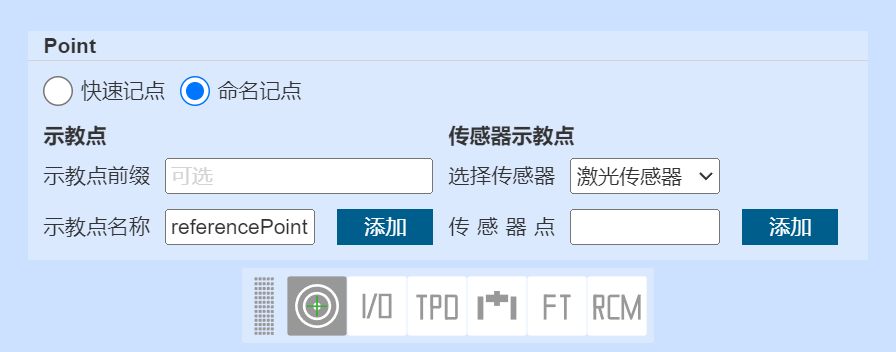 Point
快速记点 命名记点
示教点 传感器示教点
示教点前缀 可选 选择传感器 激光传感器
示教点名称 referencePoint 添加 传感器点 添加
I/O TPD FT RCM